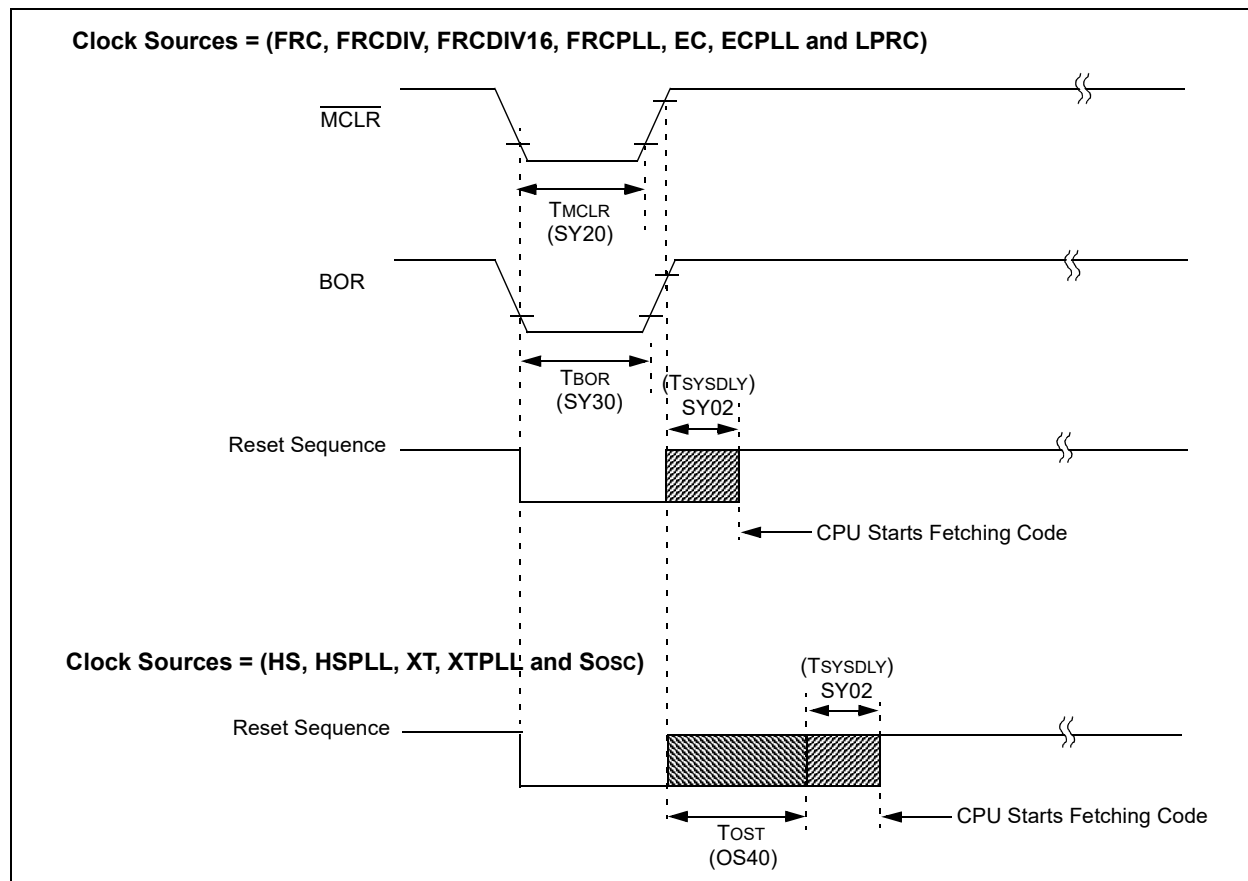 Clock Sources = (FRC, FRCDIV, FRCDIV16, FRCPLL, EC, ECPLL and LPRC)
MCLR
TMCLR
(SY20)
BOR
TBOR
(SY30)
(TSYSDLY)
SY02
Reset Sequence
CPU Starts Fetching Code
Clock Sources = (HS, HSPLL, XT, XTPLL and SOSC)
(TSYSDLY)
SY02
Reset Sequence
CPU Starts Fetching Code
TOST
(OS40)